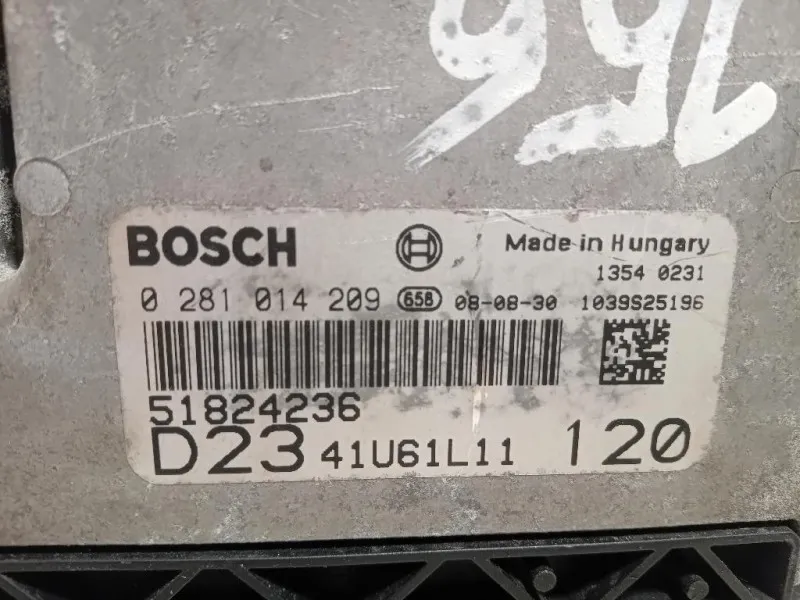 156
BOSCH Made in Hungary
1354 0231
0 281 014 209 658 08-08-30 1039S25196
51824236
D23 41U61L11 120